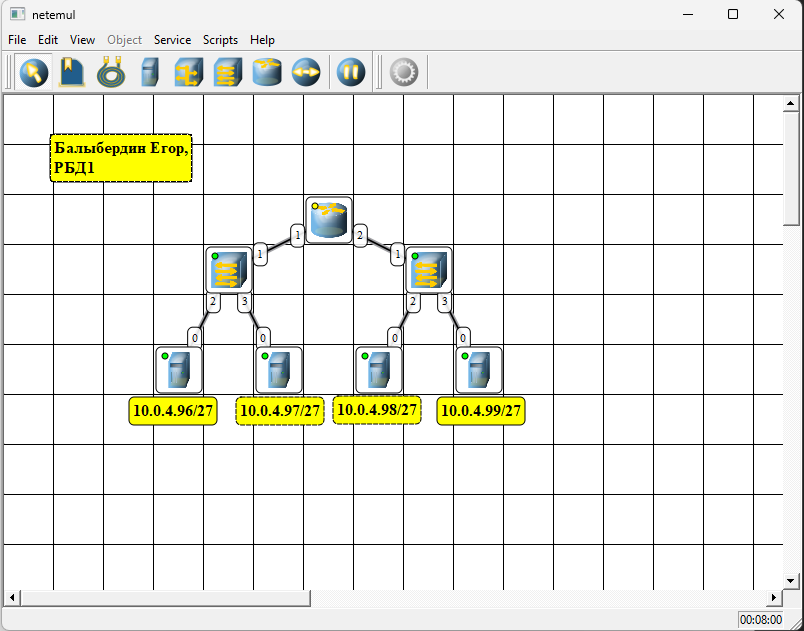 netemul
File Edit View Object Service Scripts Help
Балыбердин Егор,
РБД1
1 2
1 1
2 3 2 3
0 0 0 0
10.0.4.96/27 10.0.4.97/27 10.0.4.98/27 10.0.4.99/27
00:08:00